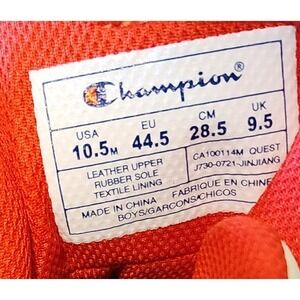 Champion®
USA EU CM UK
10.5M 44.5 28.5 9.5
LEATHER UPPER
RUBBER SOLE
TEXTILE LINING
CA100114M QUEST
J730-0721-JINJIANG
MADE IN CHINA FABRIQUE EN CHINE
BOYS/GARCONS/CHICOS